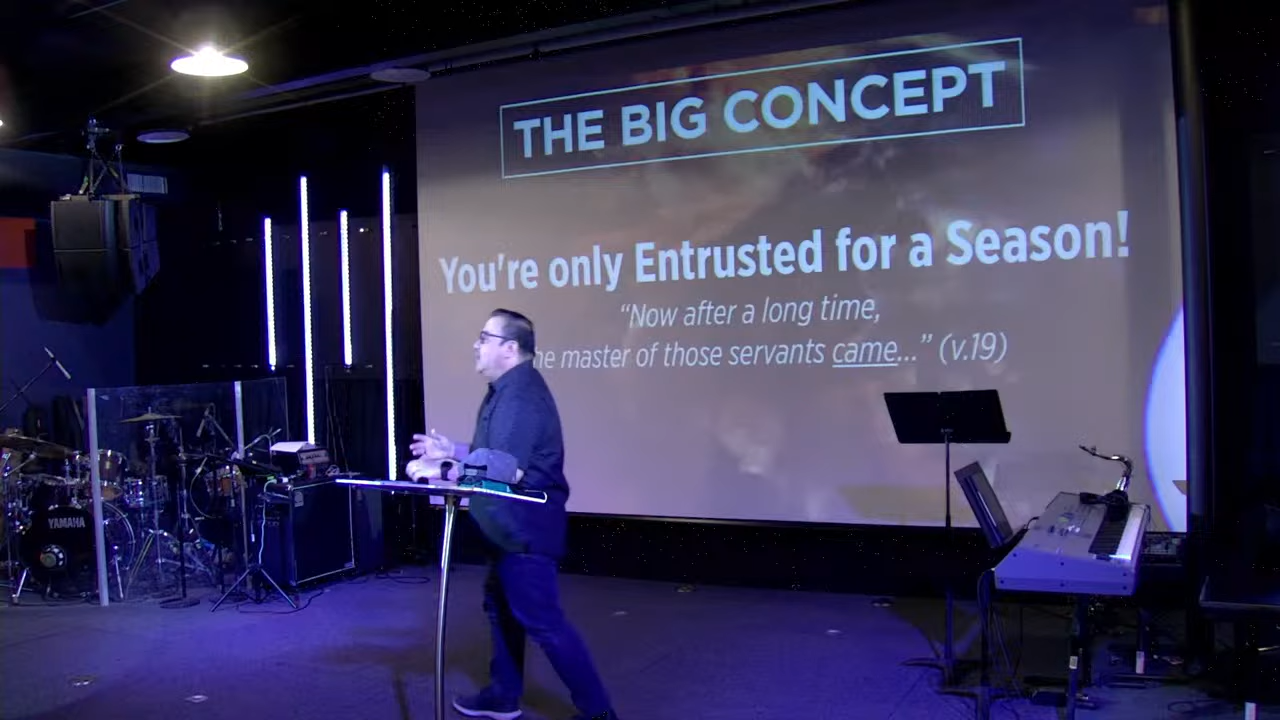 THE BIG CONCEPT
You're only Entrusted for a Season!
“Now after a long time,
he master of those servants came...” (v.19)
YAMAHA